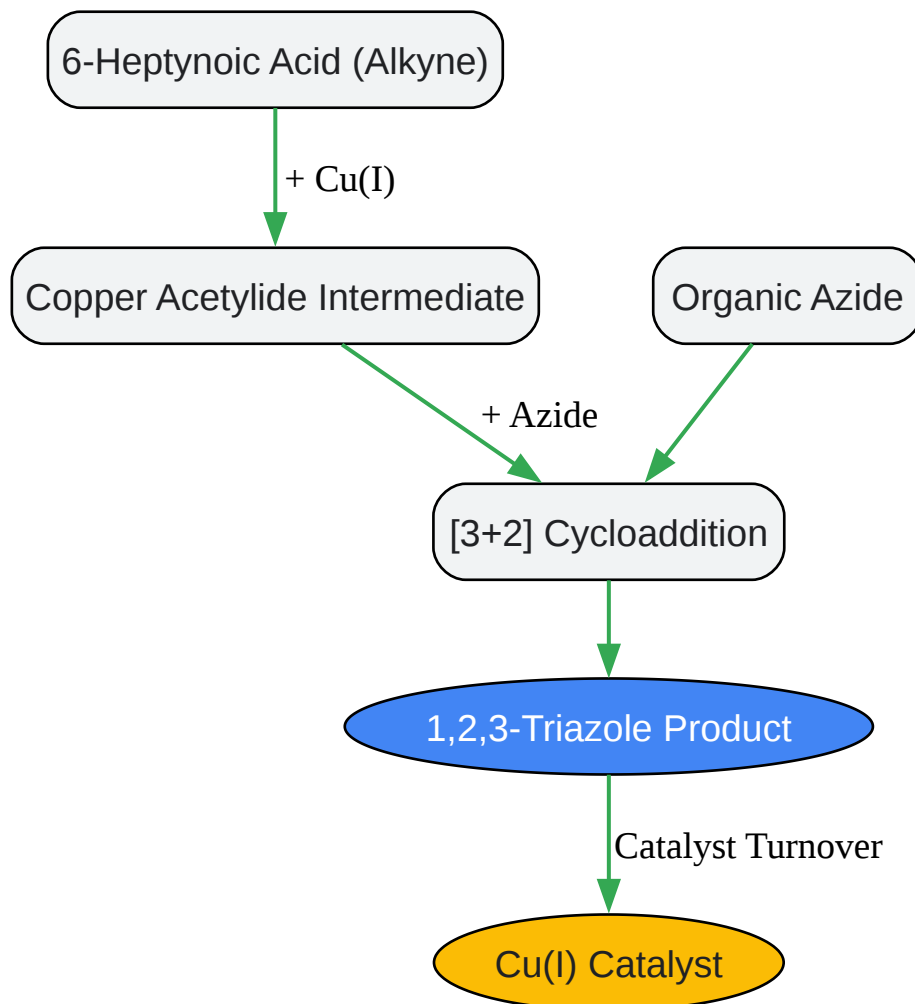 6-Heptynoic Acid (Alkyne)
+ Cu(I)
Copper Acetylide Intermediate
Organic Azide
+ Azide
[3+2] Cycloaddition
1,2,3-Triazole Product
Catalyst Turnover
Cu(I) Catalyst